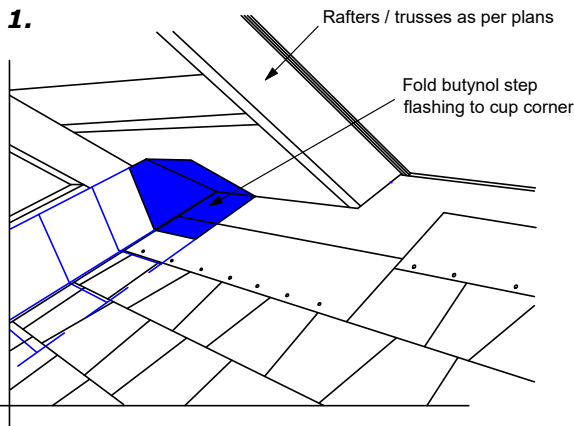 1.
Rafters / trusses as per plans
Fold butynol step
flashing to cup corner